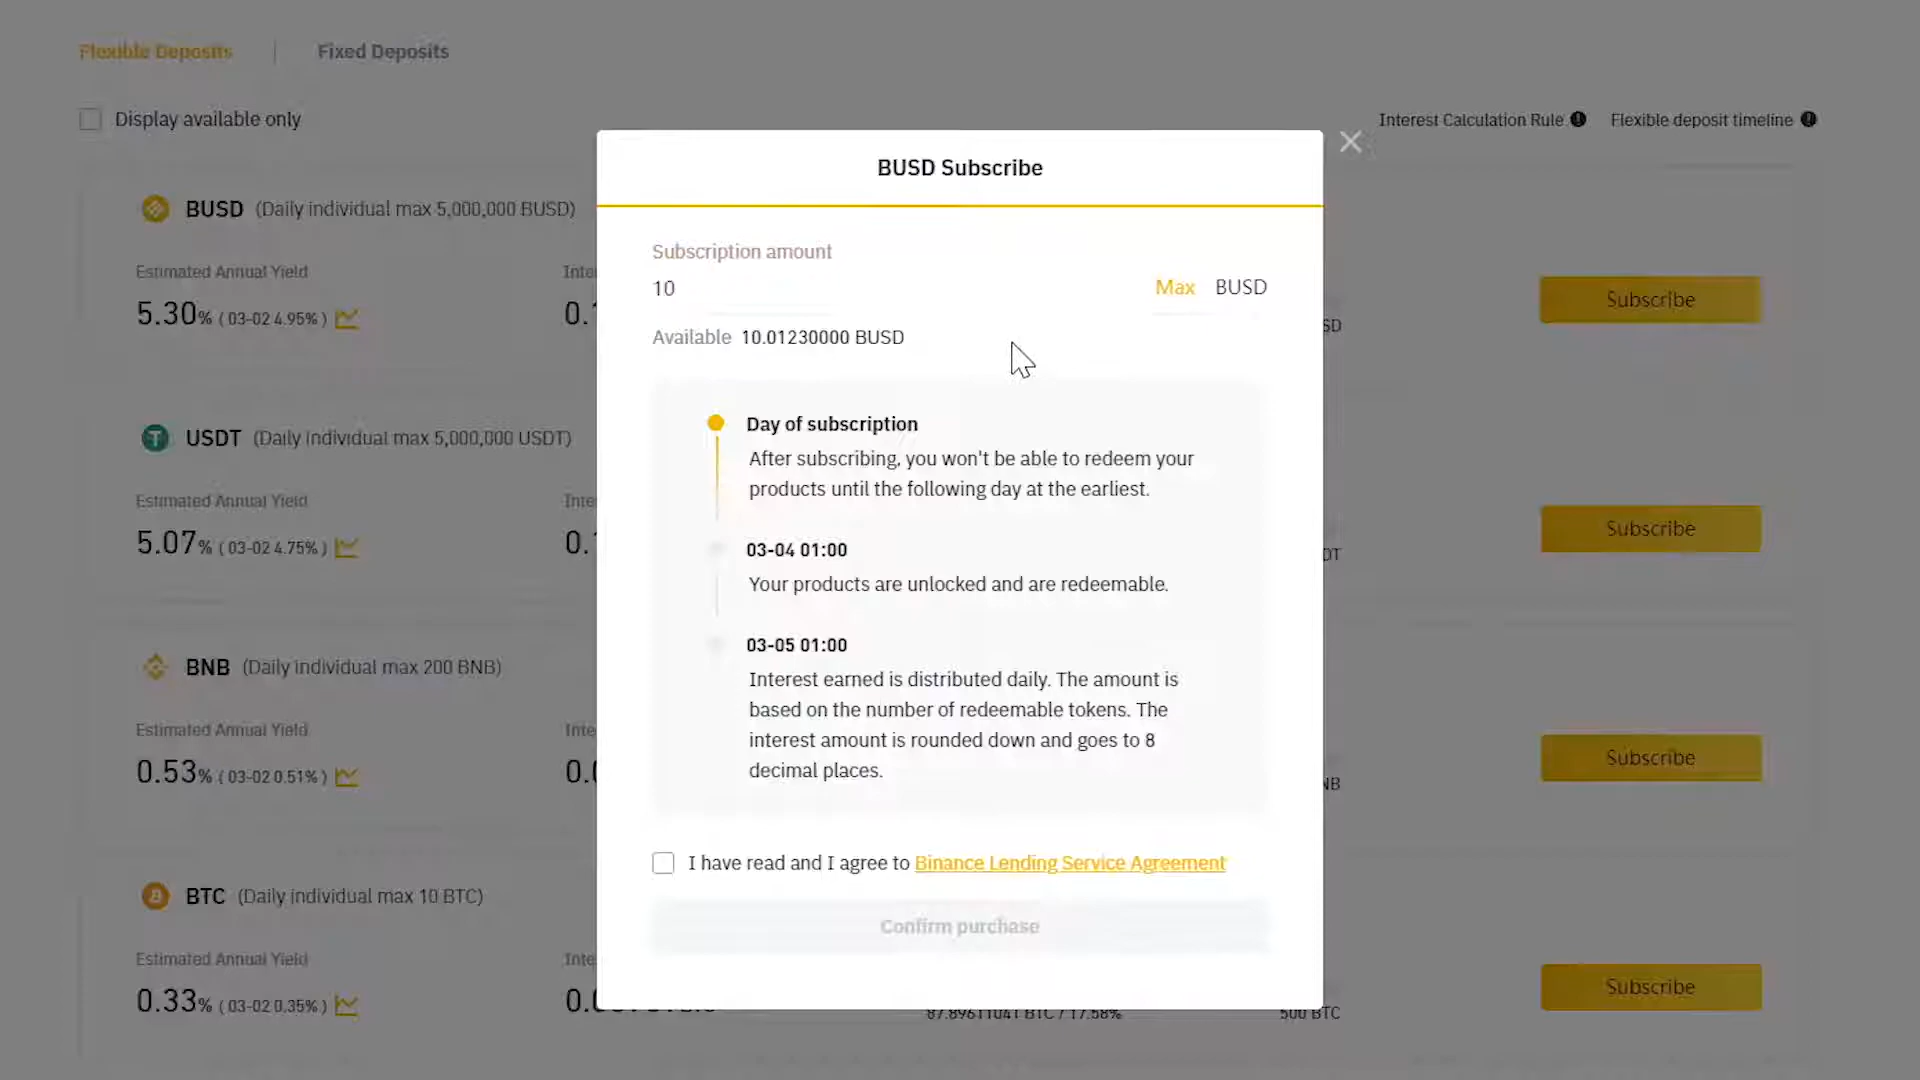 Flexible Deposits | Fixed Deposits
Display available only
Interest Calculation Rule Flexible deposit timeline
BUSD (Daily individual max 5,000,000 BUSD)
Estimated Annual Yield
5.30% ( 03-02 4.95% )
Subscribe
USDT (Daily individual max 5,000,000 USDT)
Estimated Annual Yield
5.07% ( 03-02 4.75% )
Subscribe
BNB (Daily individual max 200 BNB)
Estimated Annual Yield
0.53% ( 03-02 0.51% )
Subscribe
BTC (Daily individual max 10 BTC)
Estimated Annual Yield
0.33% ( 03-02 0.35% )
87.89611041 BTC / 17.58%
500 BTC
Subscribe
BUSD Subscribe
Subscription amount
10 Max BUSD
Available 10.01230000 BUSD
Day of subscription
After subscribing, you won't be able to redeem your
products until the following day at the earliest.
03-04 01:00
Your products are unlocked and are redeemable.
03-05 01:00
Interest earned is distributed daily. The amount is
based on the number of redeemable tokens. The
interest amount is rounded down and goes to 8
decimal places.
I have read and I agree to Binance Lending Service Agreement
Confirm purchase